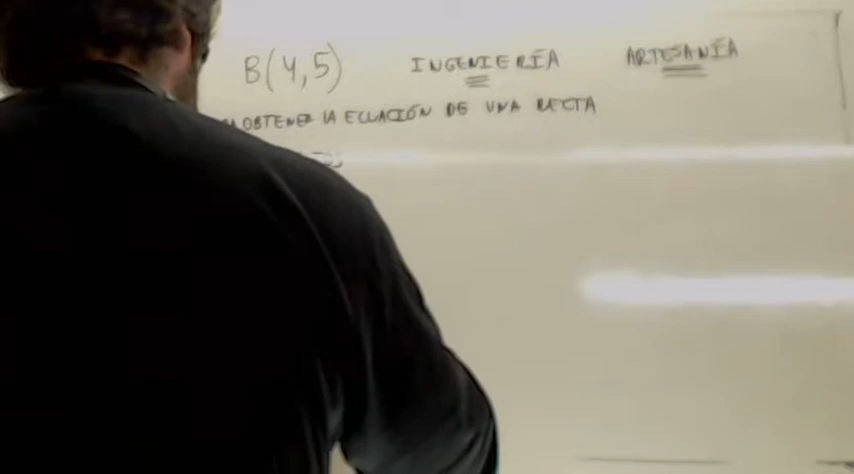 B(4,5) INGENIERÍA ARTESANÍA
OBTENER LA ECUACIÓN DE UNA RECTA